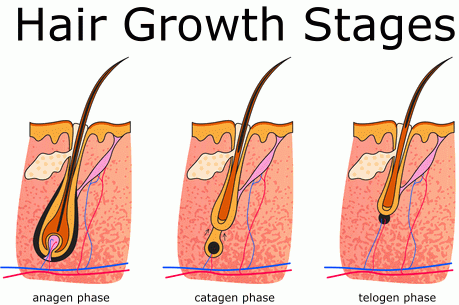 Hair Growth Stages
anagen phase
catagen phase
telogen phase